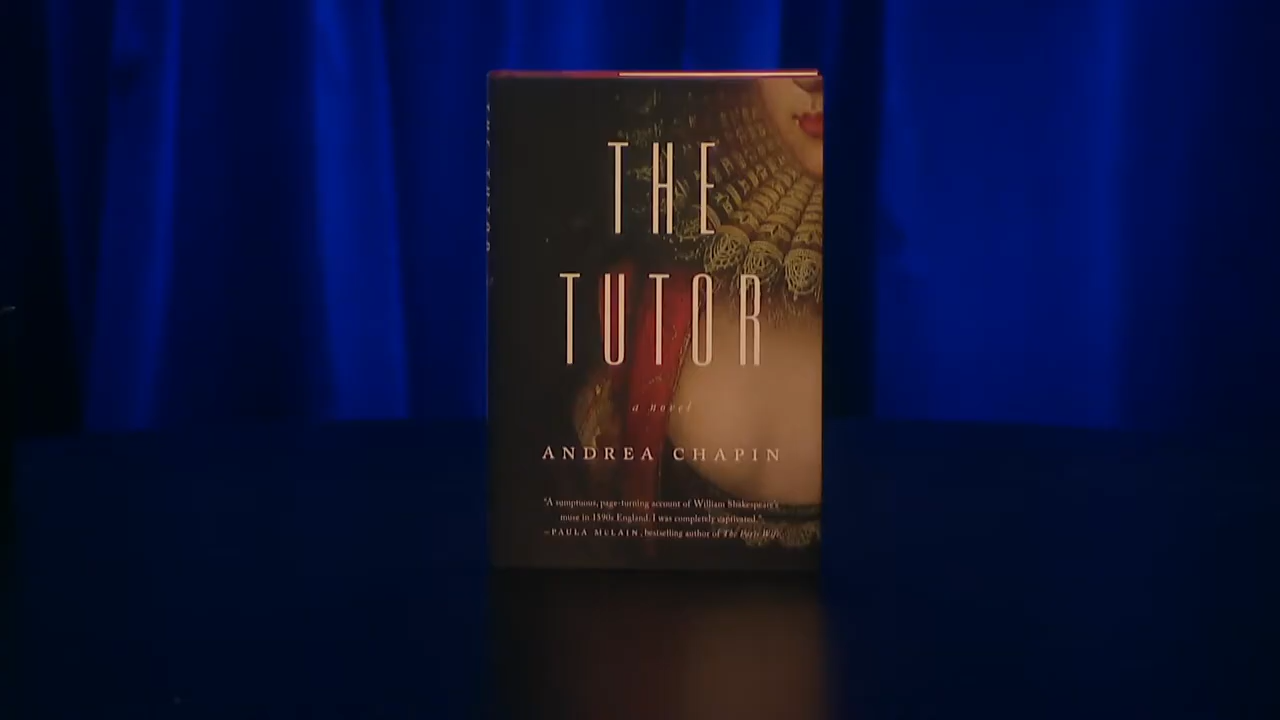 THE
TUTOR
a novel
ANDREA CHAPIN
"A sumptuous, page-turning account of William Shakespeare's
muse in 1590s England. I was completely captivated."
—PAULA McLAIN, bestselling author of The Paris Wife